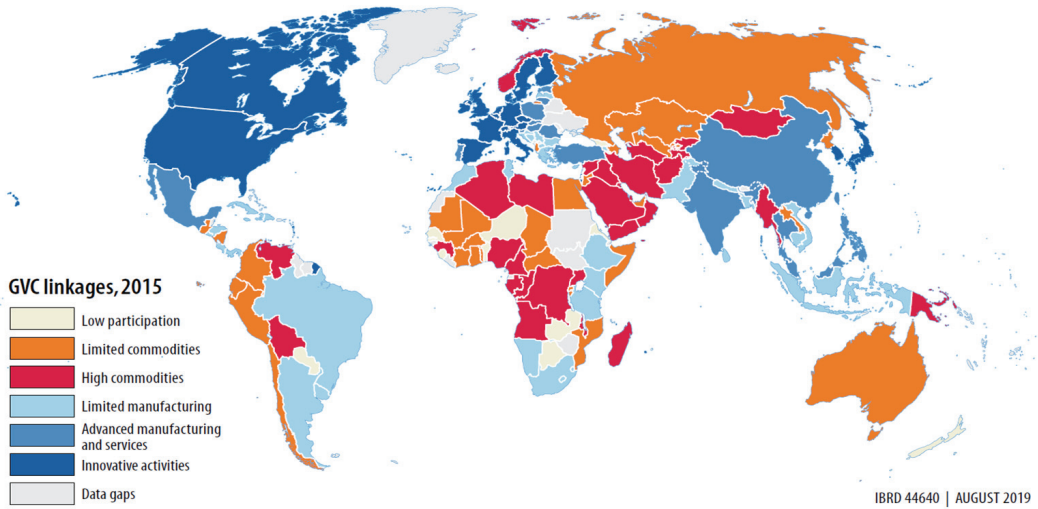 GVC linkages, 2015
Low participation
Limited commodities
High commodities
Limited manufacturing
Advanced manufacturing
and services
Innovative activities
Data gaps
IBRD 44640 | AUGUST 2019